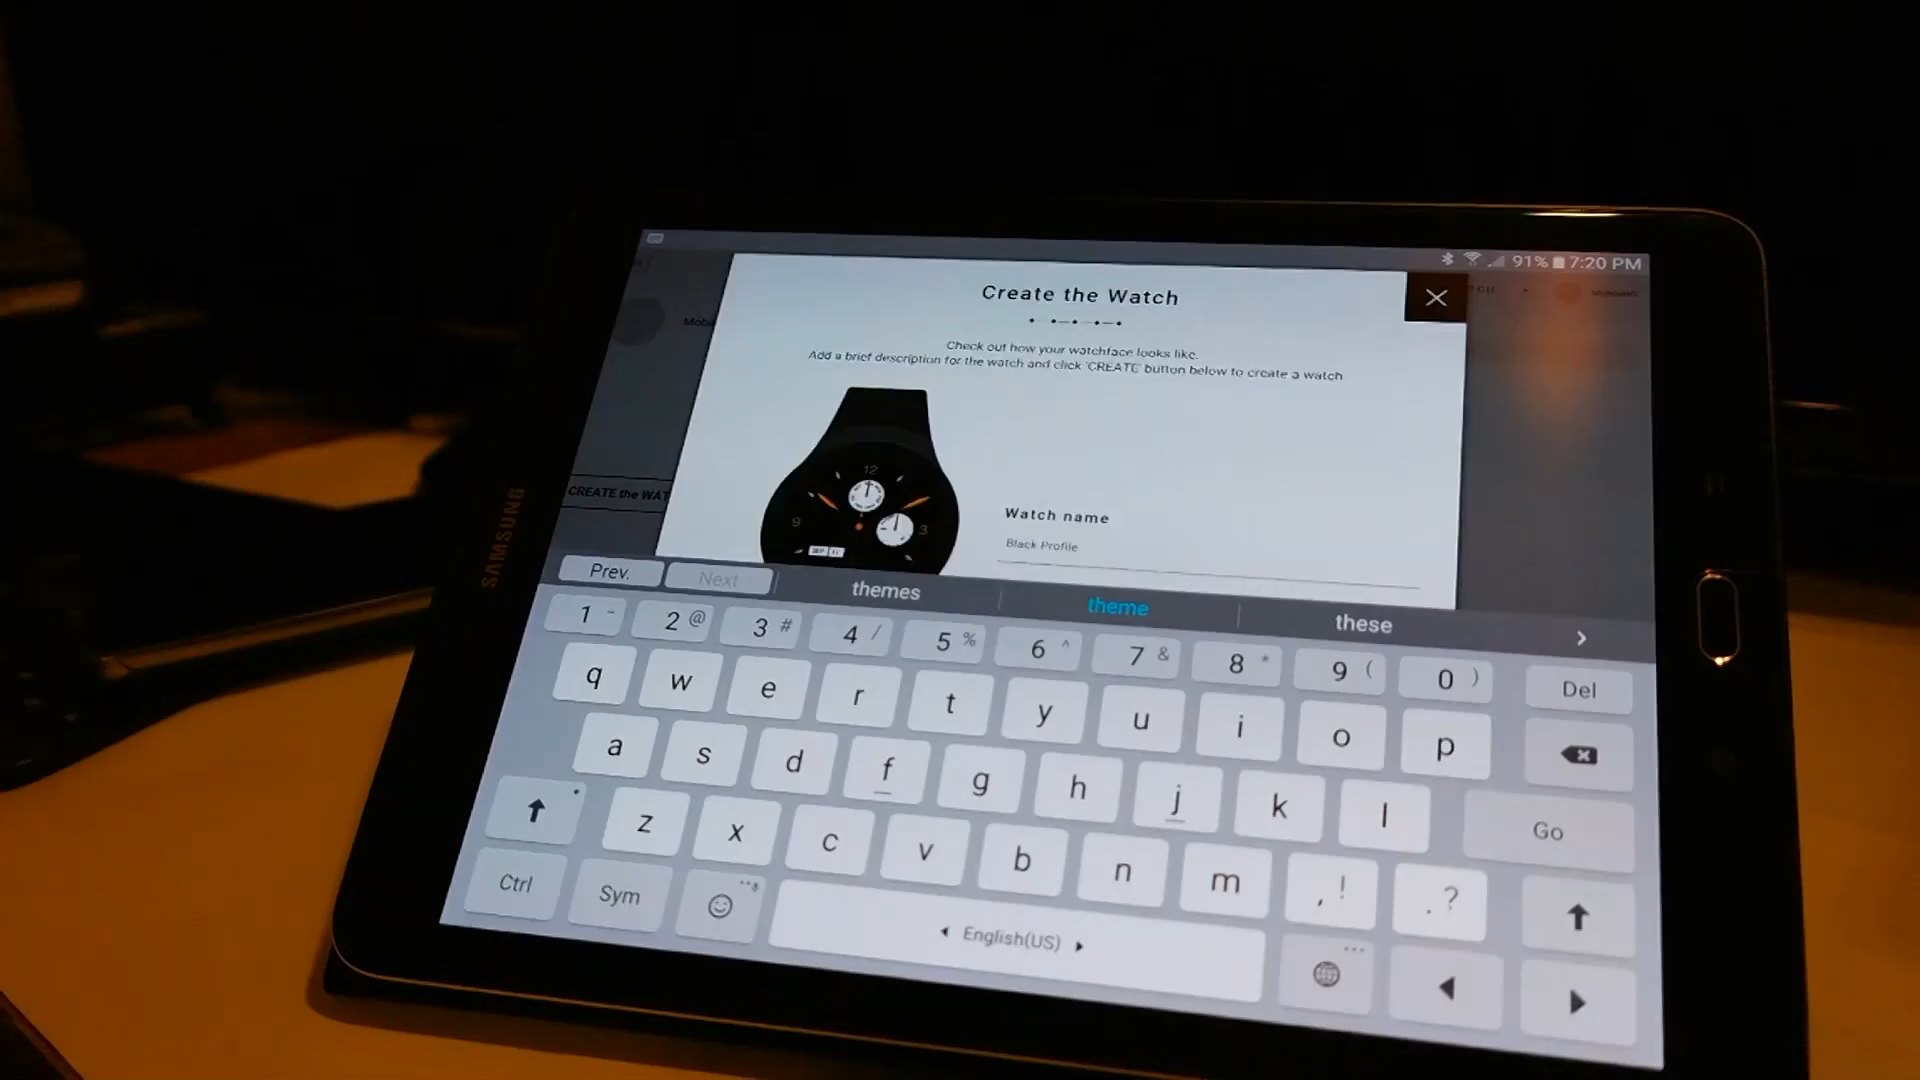 91% 7:20 PM
Create the Watch
Check out how your watchface looks like.
Add a brief description for the watch and click 'CREATE' button below to create a watch
CREATE the WAT
12
9
3
Watch name
Black Profile
SAMSUNG
Prev. Next themes theme these
1 - 2 @ 3 # 4 / 5 % 6 ^ 7 & 8 * 9 ( 0 ) Del
q w e r t y u i o p
a s d f g h j k l Go
z x c v b n m , ! . ?
Ctrl Sym English(US)